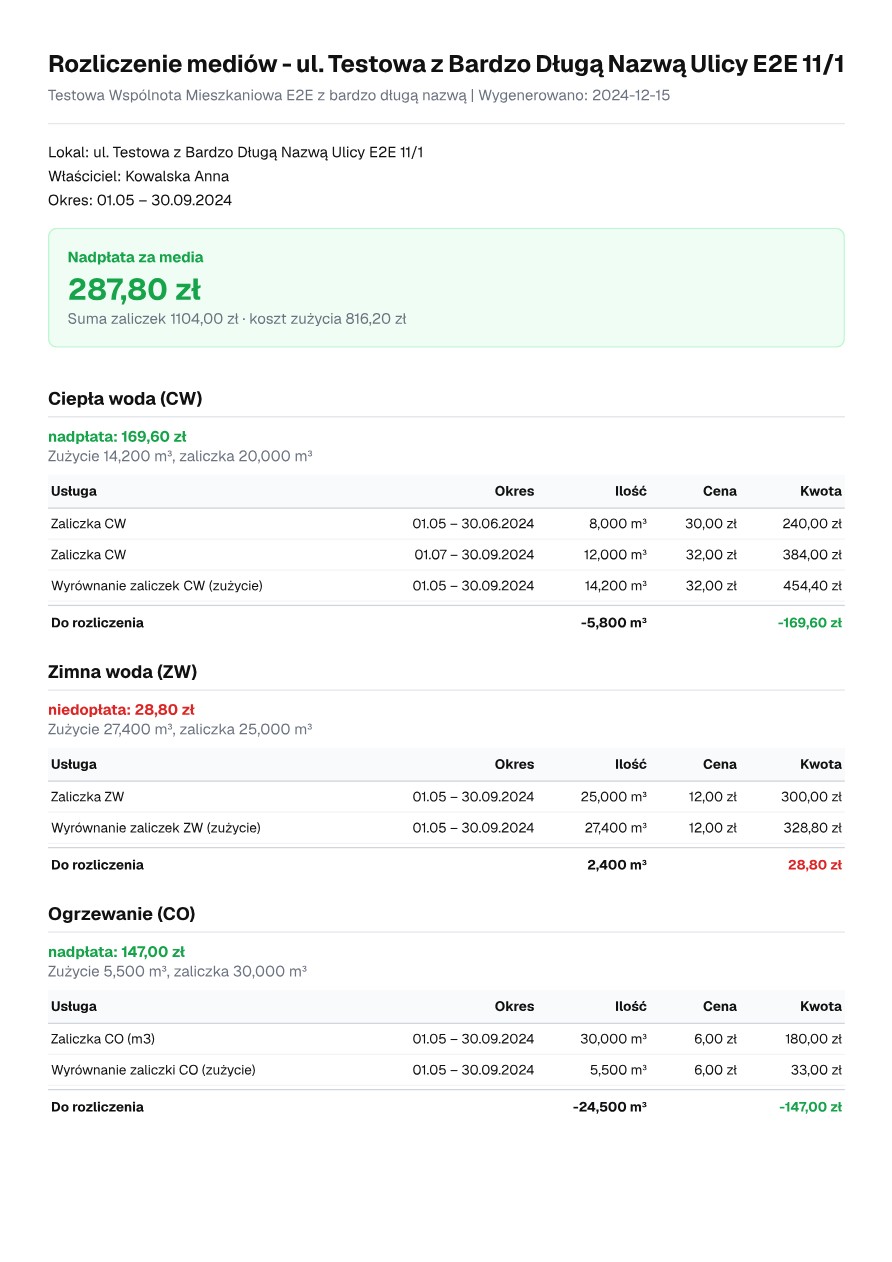 Rozliczenie mediów - ul. Testowa z Bardzo Długą Nazwą Ulicy E2E 11/1
Testowa Wspólnota Mieszkaniowa E2E z bardzo długą nazwą | Wygenerowano: 2024-12-15
Lokal: ul. Testowa z Bardzo Długą Nazwą Ulicy E2E 11/1
Właściciel: Kowalska Anna
Okres: 01.05 – 30.09.2024
Nadpłata za media
287,80 zł
Suma zaliczek 1104,00 zł · koszt zużycia 816,20 zł
Ciepła woda (CW)
nadpłata: 169,60 zł
Zużycie 14,200 m³, zaliczka 20,000 m³
Usługa Okres Ilość Cena Kwota
Zaliczka CW 01.05 – 30.06.2024 8,000 m³ 30,00 zł 240,00 zł
Zaliczka CW 01.07 – 30.09.2024 12,000 m³ 32,00 zł 384,00 zł
Wyrównanie zaliczek CW (zużycie) 01.05 – 30.09.2024 14,200 m³ 32,00 zł 454,40 zł
Do rozliczenia -5,800 m³ -169,60 zł
Zimna woda (ZW)
niedopłata: 28,80 zł
Zużycie 27,400 m³, zaliczka 25,000 m³
Usługa Okres Ilość Cena Kwota
Zaliczka ZW 01.05 – 30.09.2024 25,000 m³ 12,00 zł 300,00 zł
Wyrównanie zaliczek ZW (zużycie) 01.05 – 30.09.2024 27,400 m³ 12,00 zł 328,80 zł
Do rozliczenia 2,400 m³ 28,80 zł
Ogrzewanie (CO)
nadpłata: 147,00 zł
Zużycie 5,500 m³, zaliczka 30,000 m³
Usługa Okres Ilość Cena Kwota
Zaliczka CO (m3) 01.05 – 30.09.2024 30,000 m³ 6,00 zł 180,00 zł
Wyrównanie zaliczki CO (zużycie) 01.05 – 30.09.2024 5,500 m³ 6,00 zł 33,00 zł
Do rozliczenia -24,500 m³ -147,00 zł